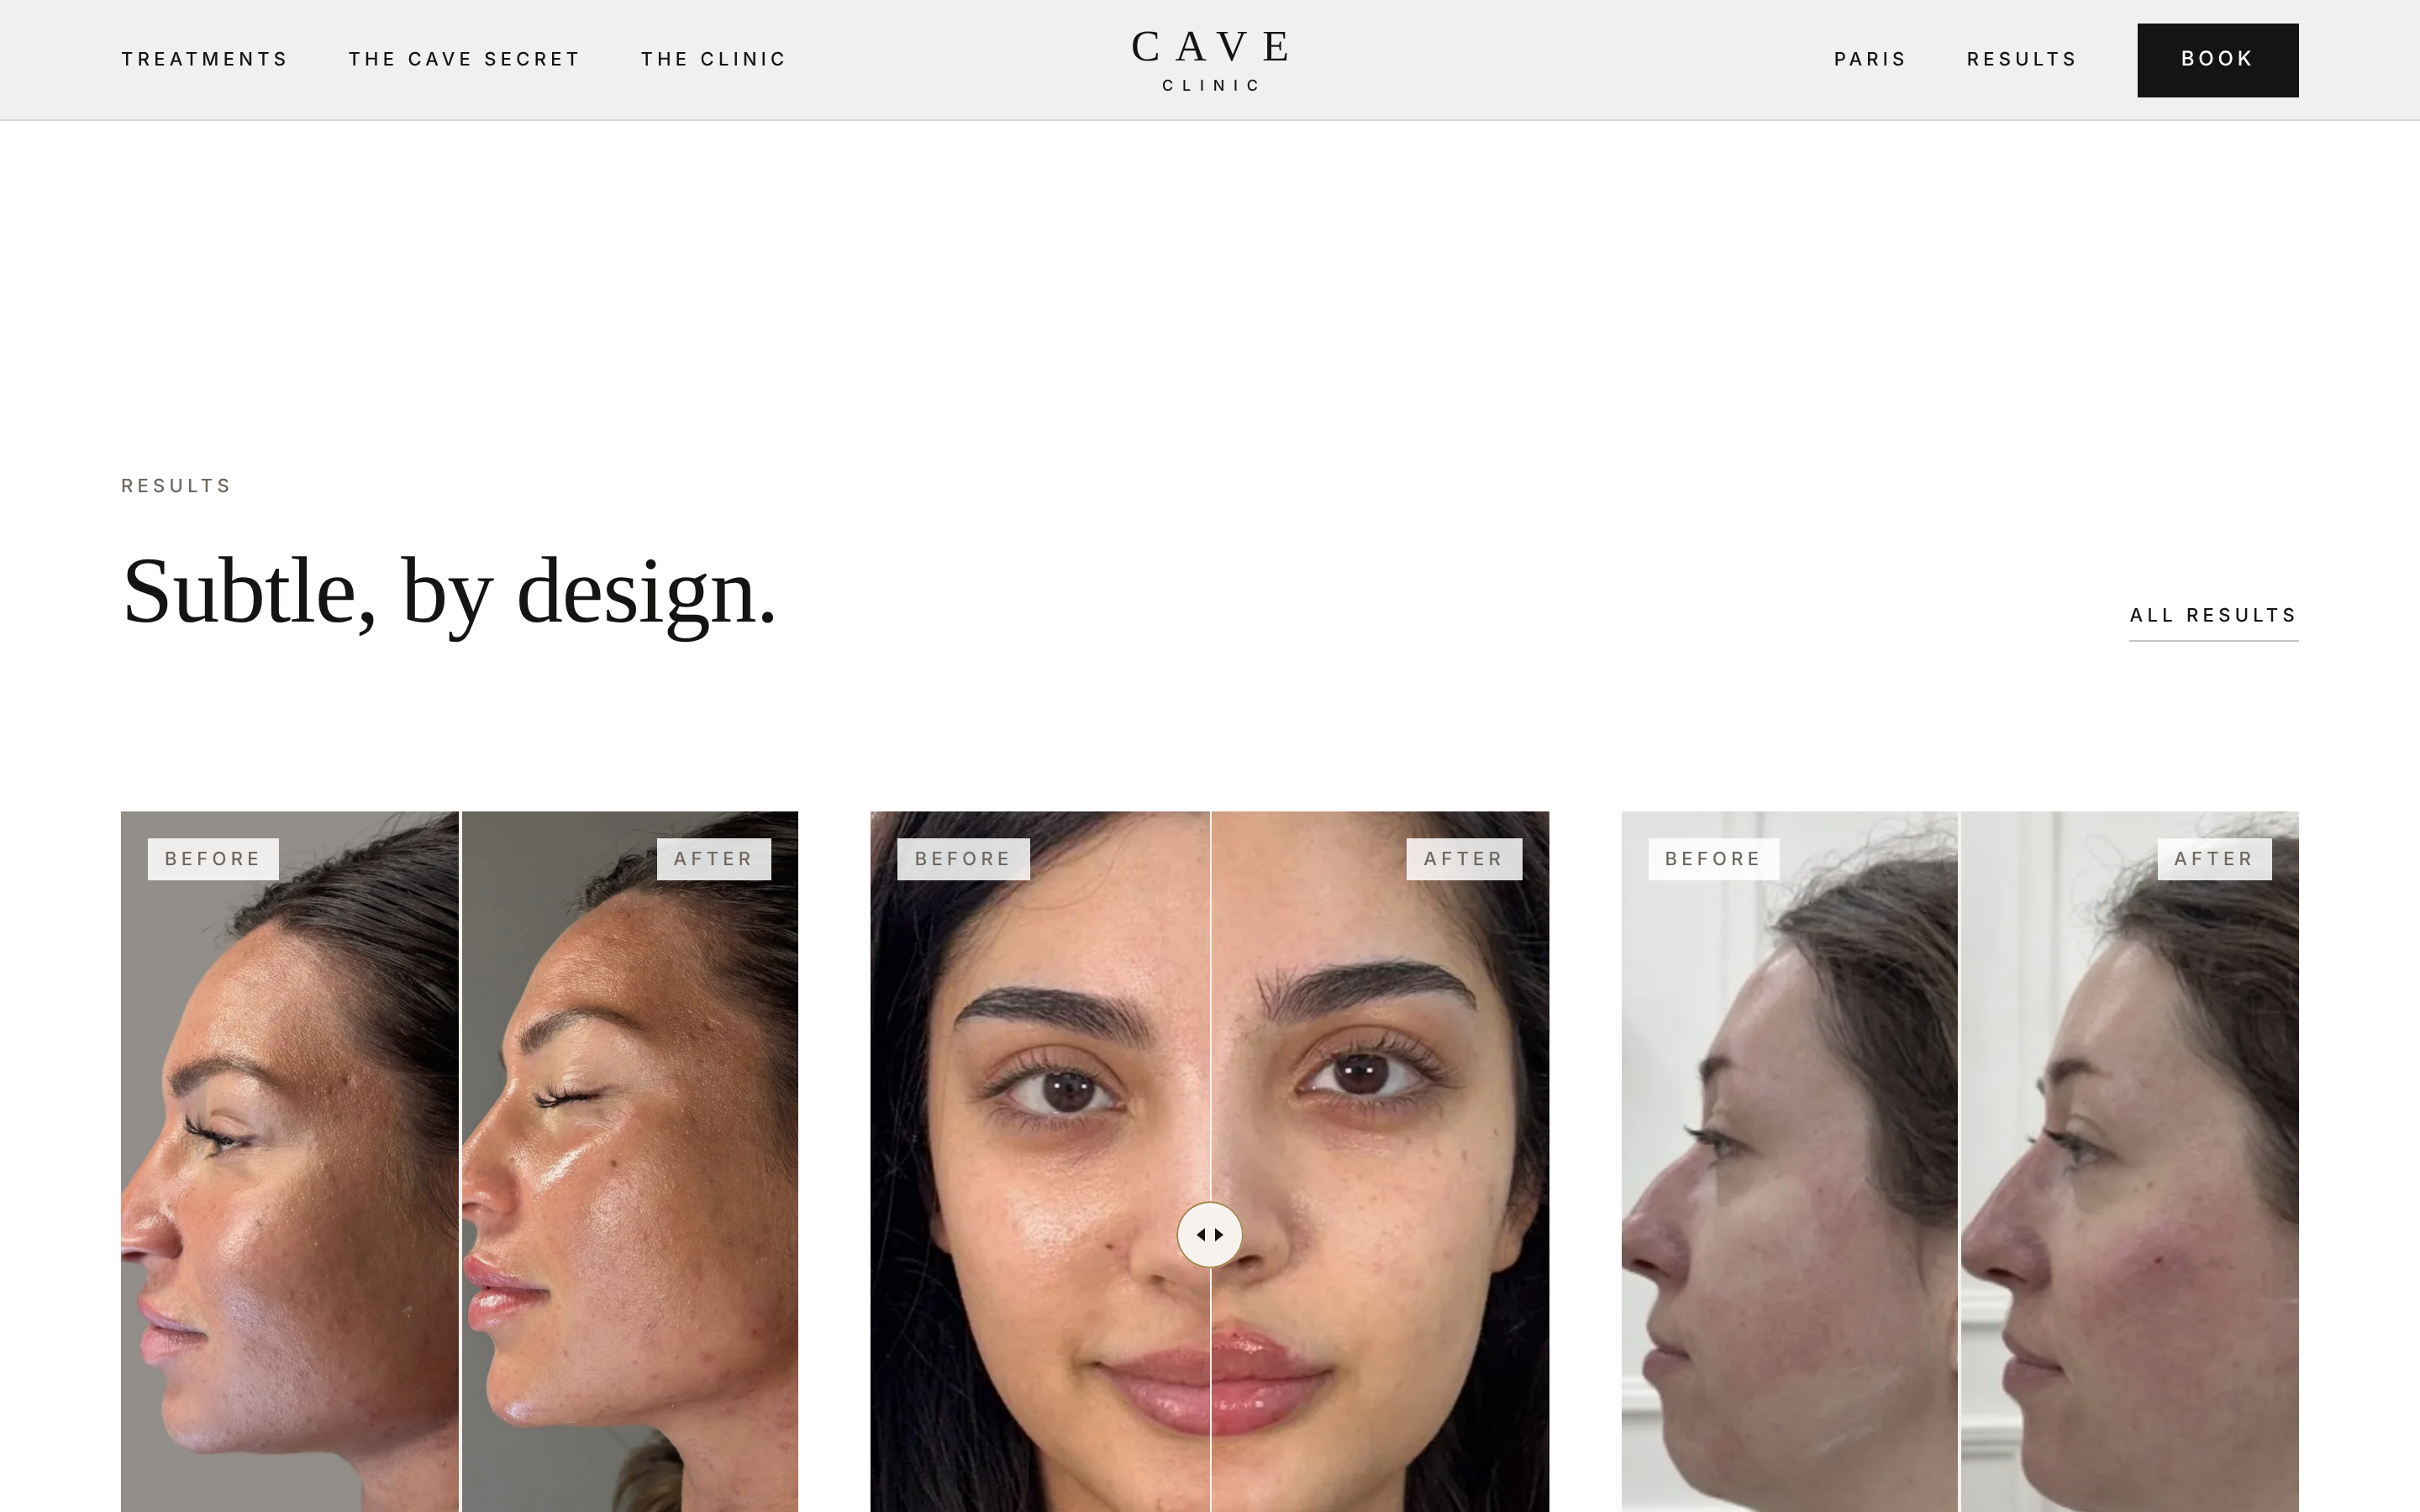 TREATMENTS
THE CAVE SECRET
THE CLINIC
CAVE
CLINIC
PARIS
RESULTS
BOOK
RESULTS
Subtle, by design.
ALL RESULTS
BEFORE
AFTER
BEFORE
AFTER
BEFORE
AFTER